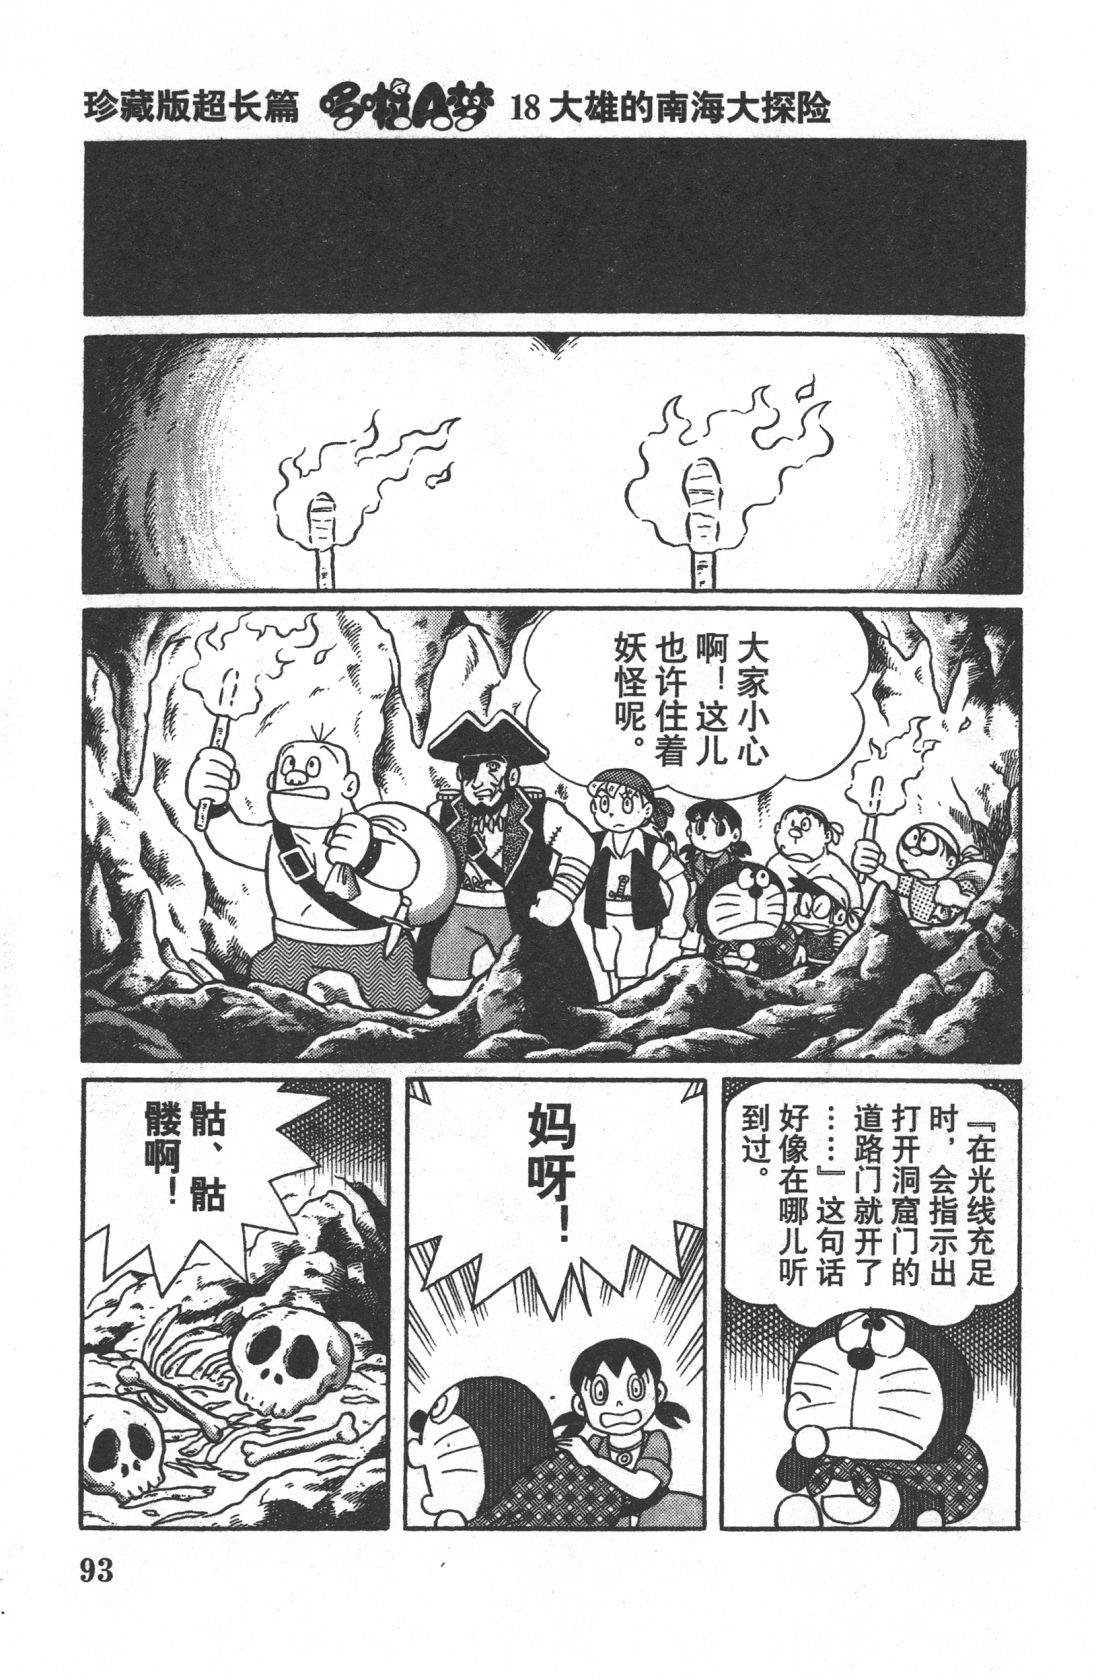 珍藏版超长篇 哆啦A梦 18 大雄的南海大探险
大家小心
啊！这儿
也许住着
妖怪呢。
『在光线充足
时，会指示出
打开洞窟门的
道路门就开了
……』这句话
好像在哪儿听
到过。
妈呀！
骷、骷
髅啊！
93